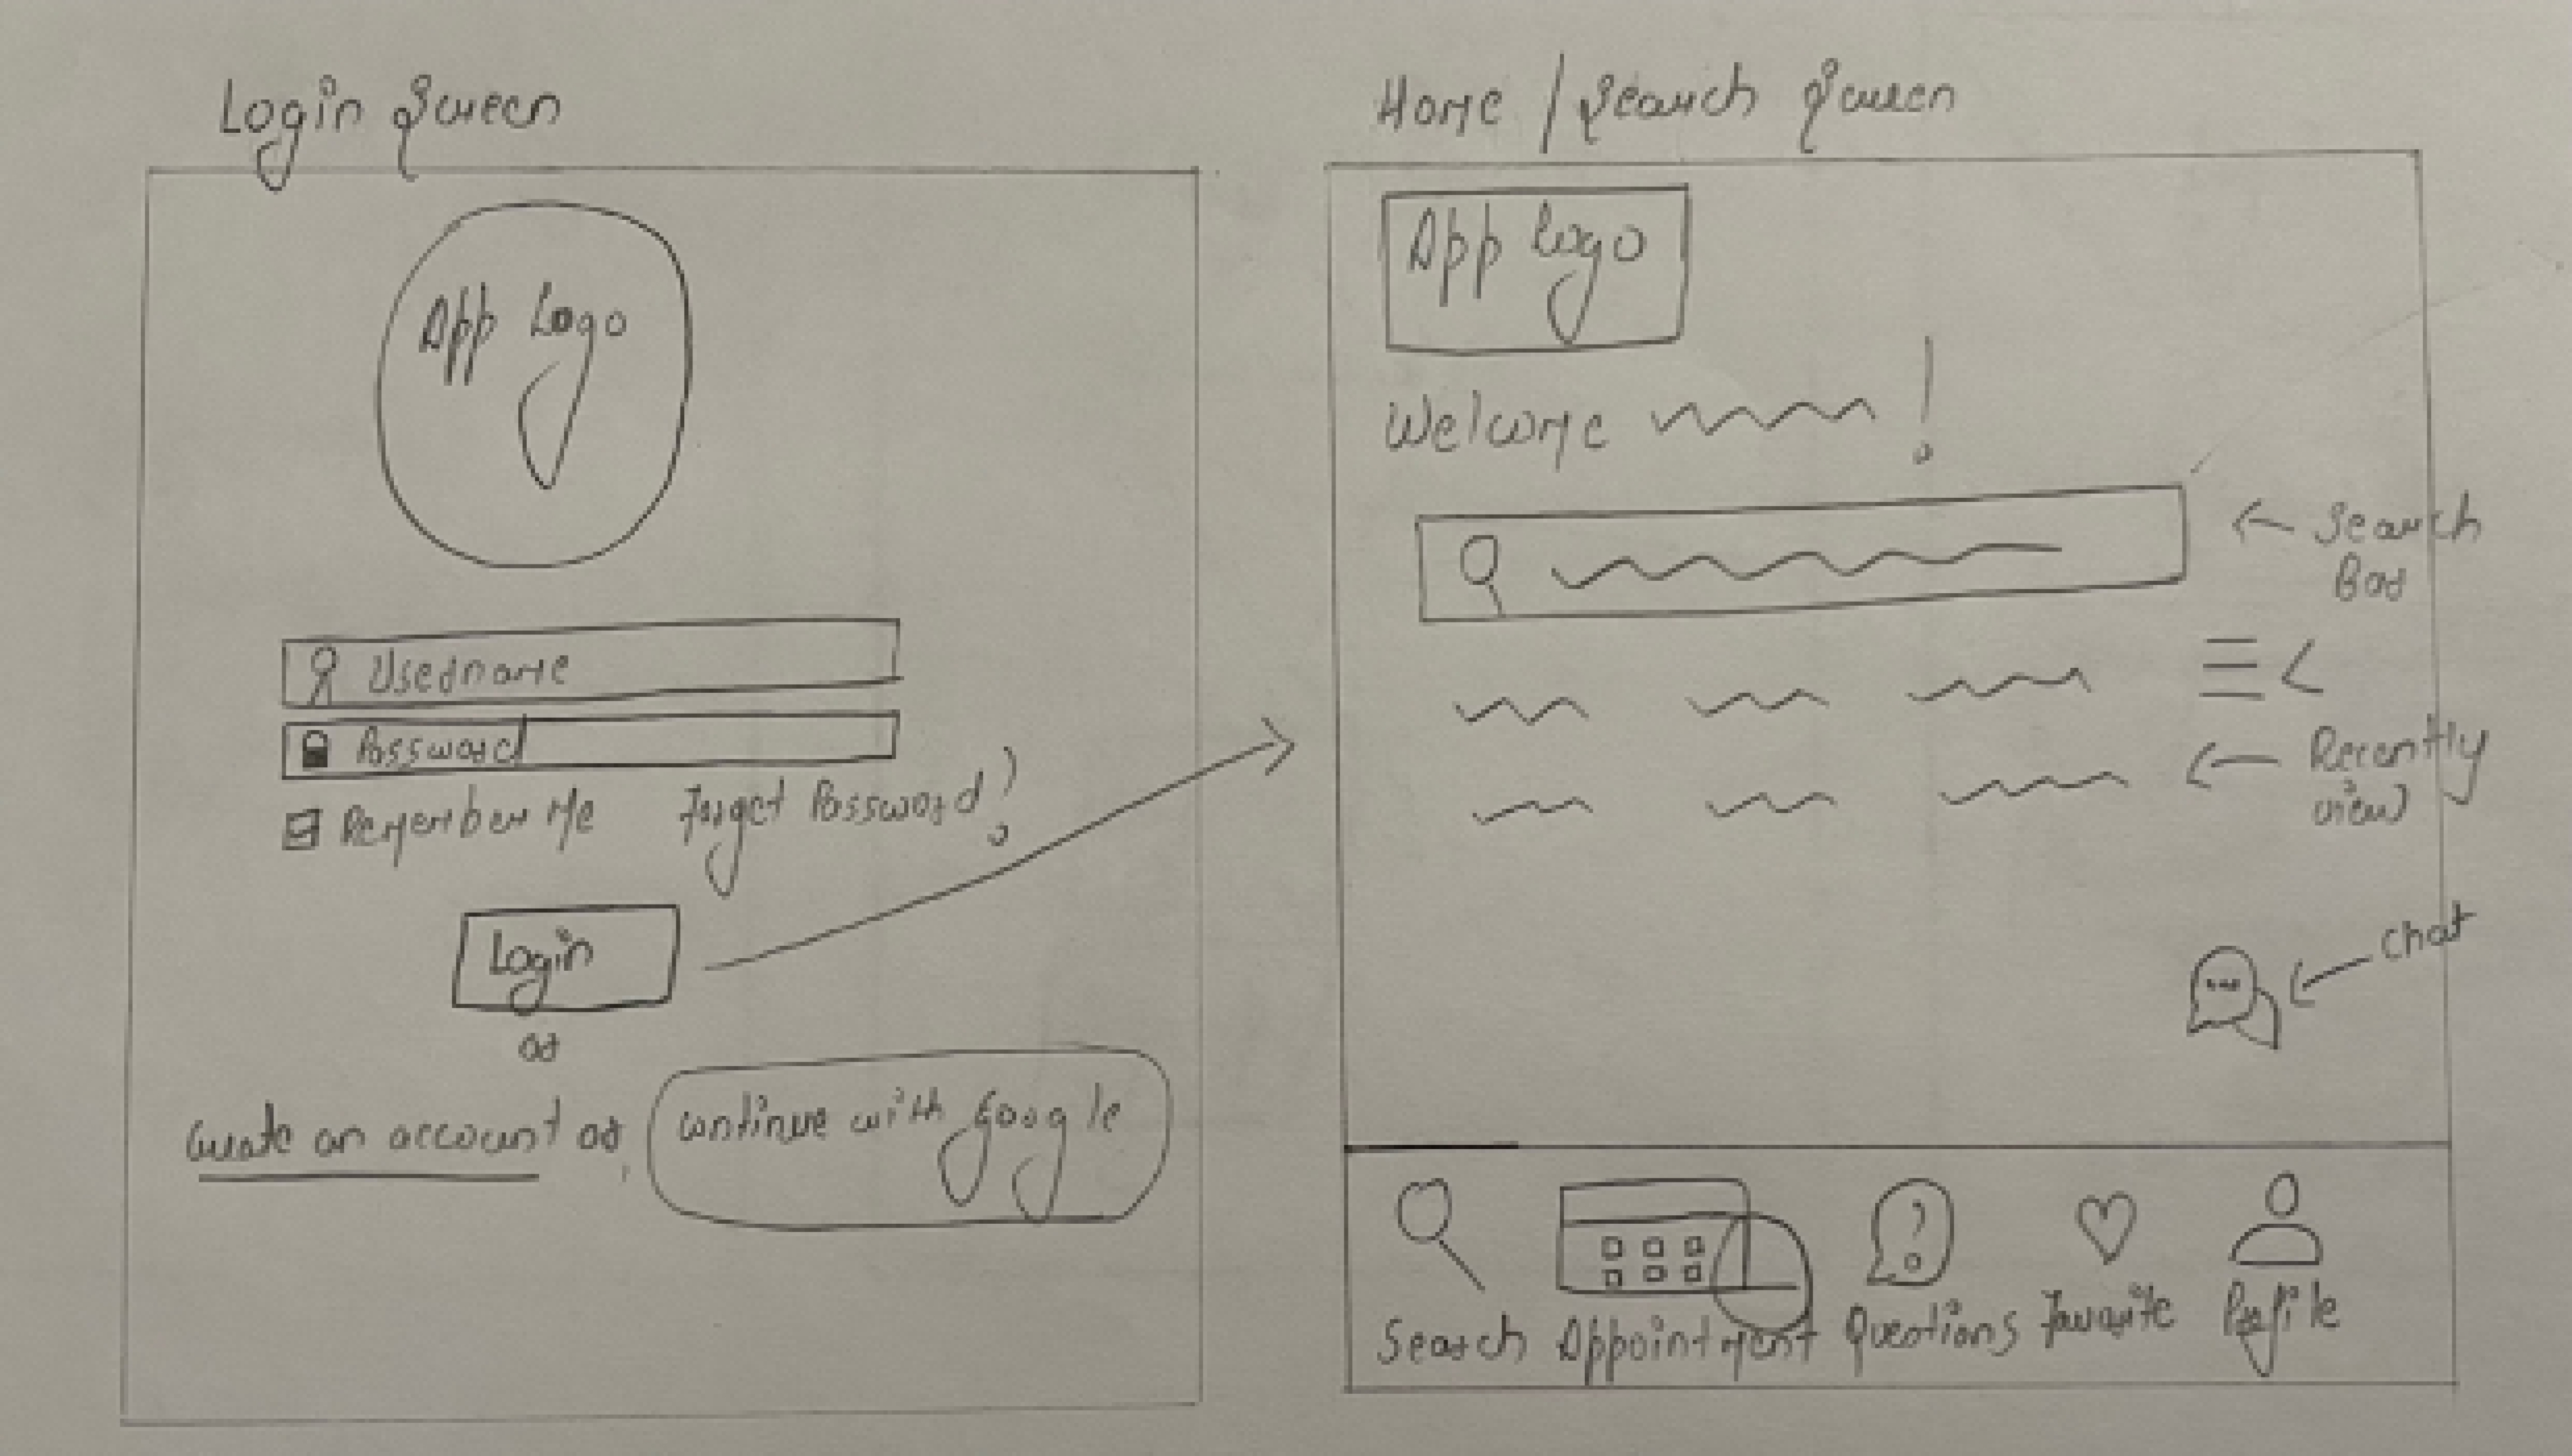 Login Screen
App Logo
Username
Password
Remember Me Forget Password?
Login
or
Create an account or continue with Google
Home / Search Screen
App logo
Welcome !
Search
Bar
Recently
view
Chat
Search Appointment Questions Favorite Profile